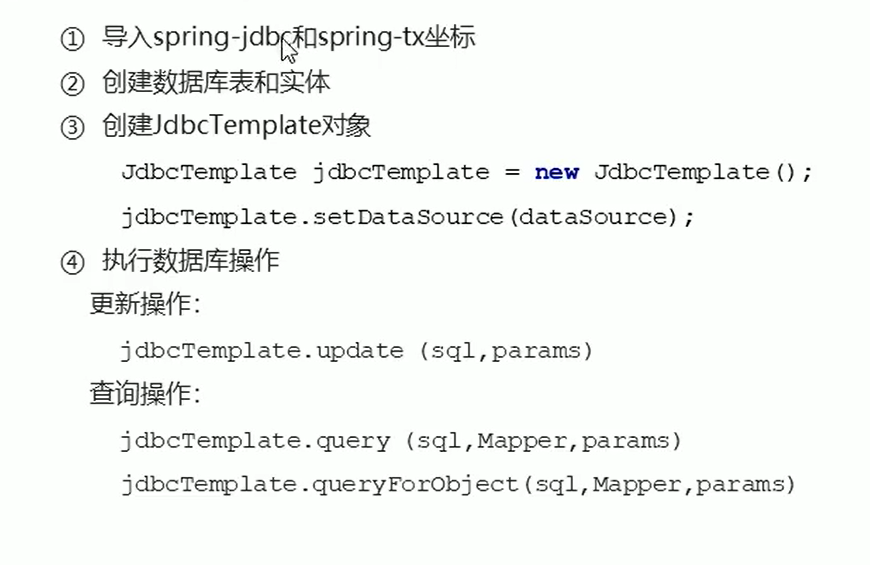 ① 导入spring-jdbc和spring-tx坐标
② 创建数据库表和实体
③ 创建JdbcTemplate对象
JdbcTemplate jdbcTemplate = new JdbcTemplate();
jdbcTemplate.setDataSource(dataSource);
④ 执行数据库操作
更新操作：
jdbcTemplate.update (sql,params)
查询操作：
jdbcTemplate.query (sql,Mapper,params)
jdbcTemplate.queryForObject(sql,Mapper,params)